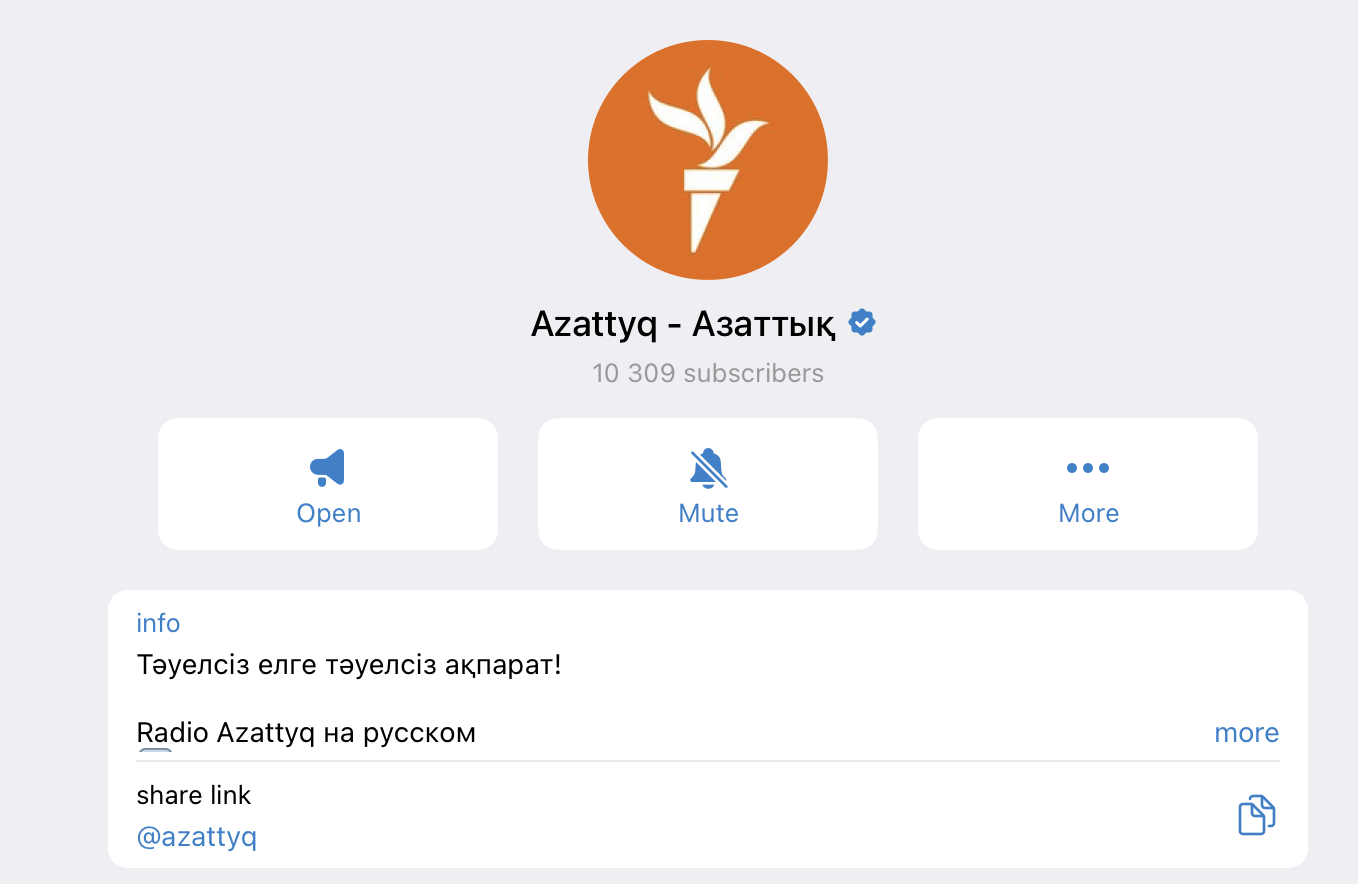 Azattyq - Азаттық
10 309 subscribers
Open
Mute
More
info
Тәуелсіз елге тәуелсіз ақпарат!
Radio Azattyq на русском
more
share link
@azattyq